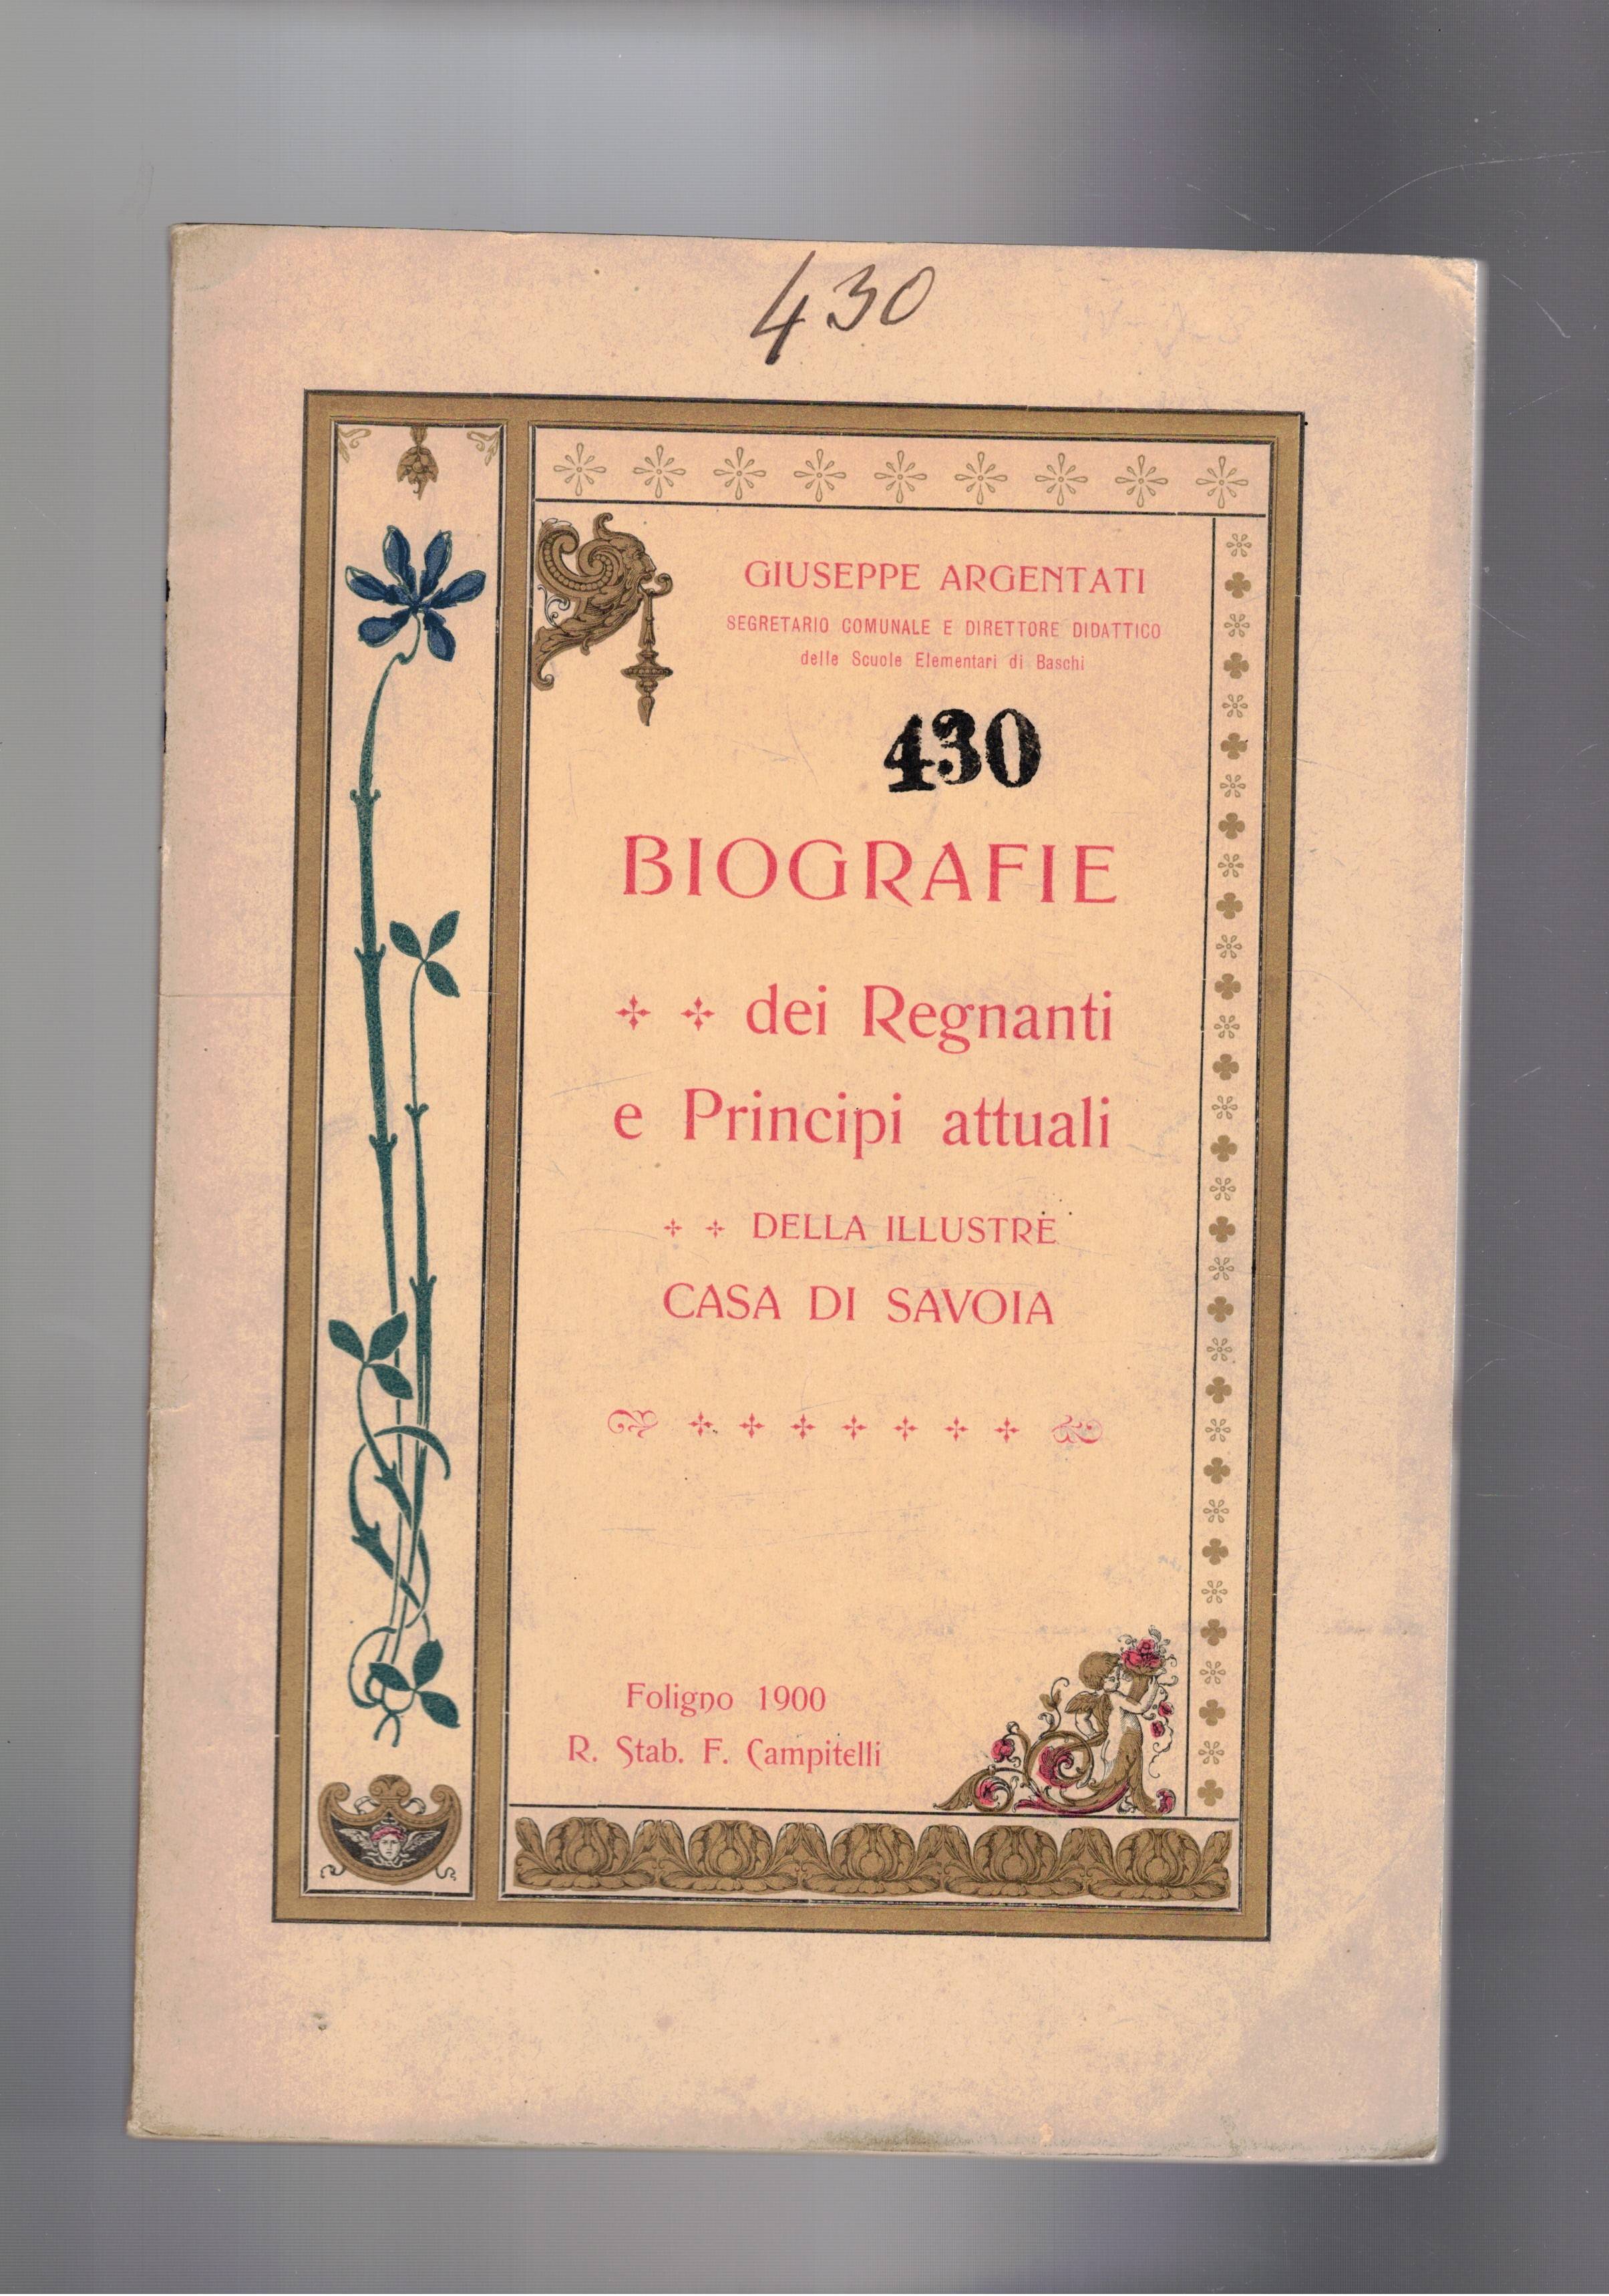 430
GIUSEPPE ARGENTATI
SEGRETARIO COMUNALE E DIRETTORE DIDATTICO
delle Scuole Elementari di Baschi
430
BIOGRAFIE
dei Regnanti
e Principi attuali
DELLA ILLUSTRE
CASA DI SAVOIA
Foligno 1900
R. Stab. F. Campitelli